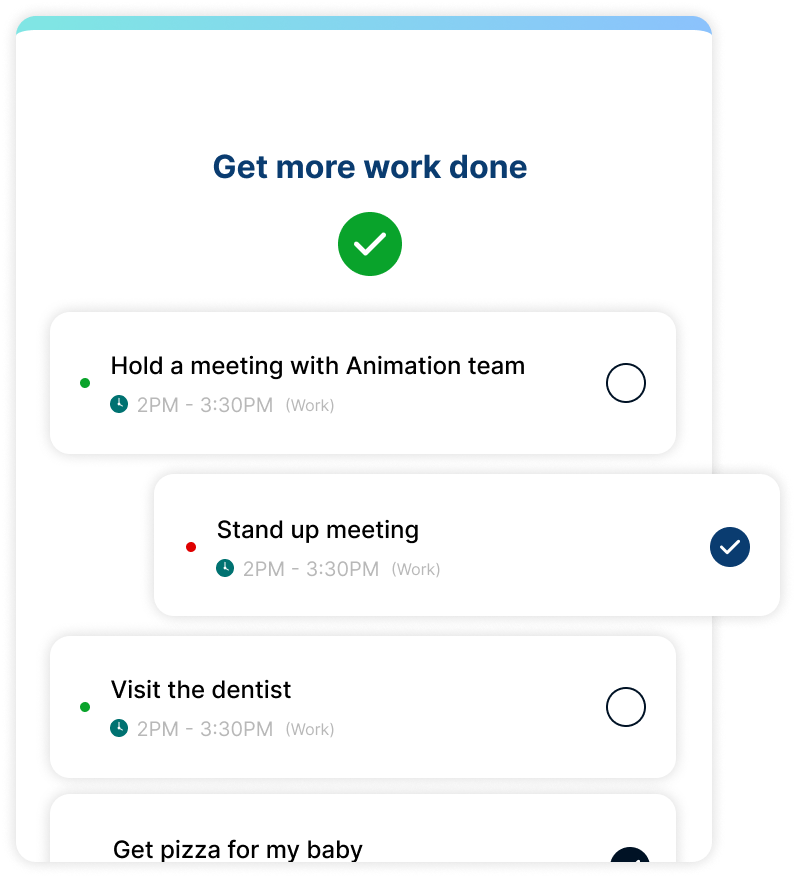 Get more work done
Hold a meeting with Animation team
2PM - 3:30PM (Work)
Stand up meeting
2PM - 3:30PM (Work)
Visit the dentist
2PM - 3:30PM (Work)
Get pizza for my baby